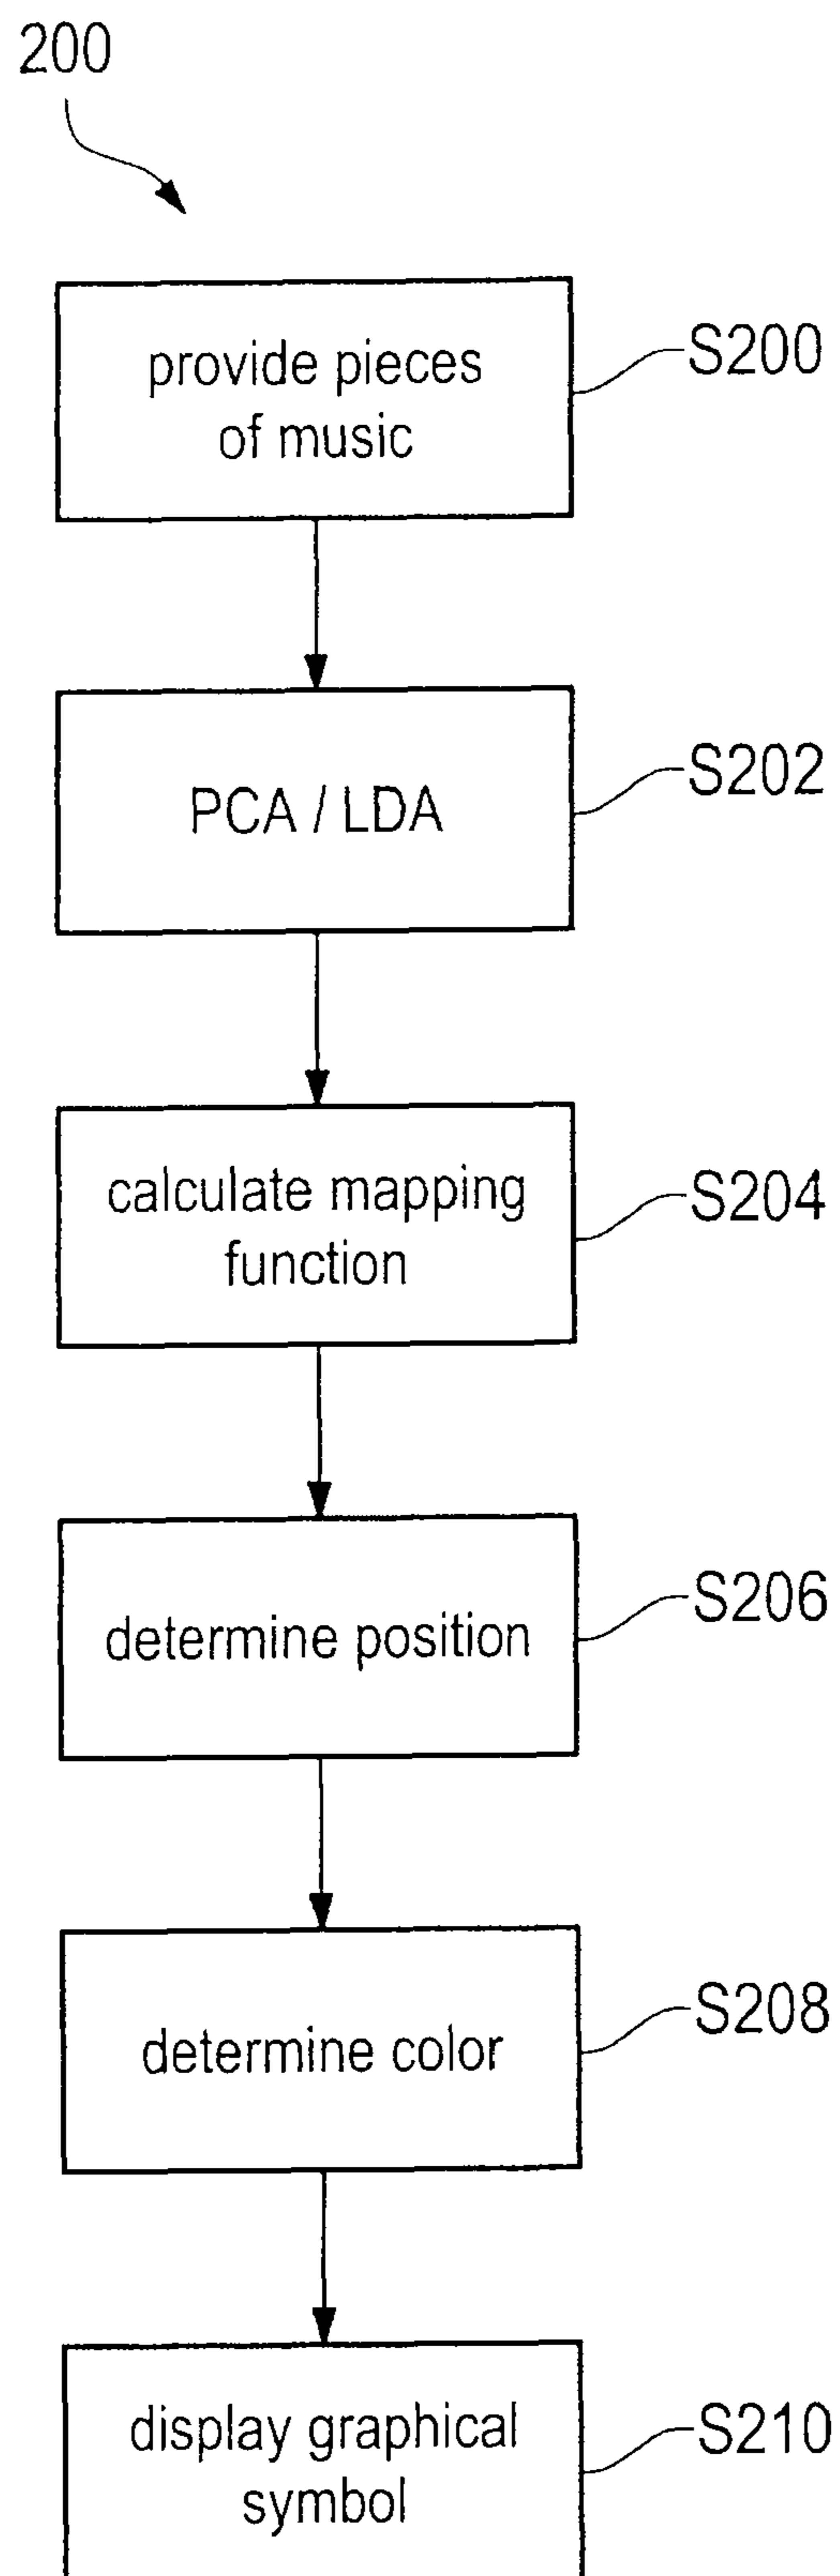 200
provide pieces
of music
S200
PCA / LDA
S202
calculate mapping
function
S204
determine position
S206
determine color
S208
display graphical
symbol
S210